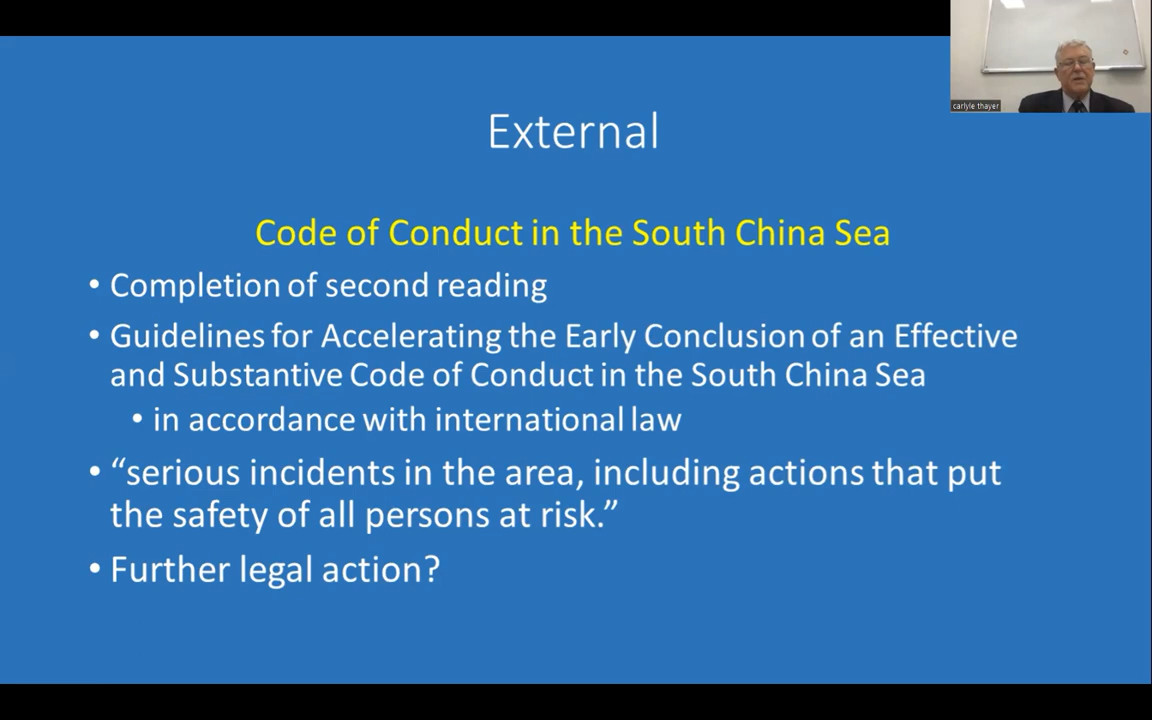 carlyle thayer
External
Code of Conduct in the South China Sea
• Completion of second reading
• Guidelines for Accelerating the Early Conclusion of an Effective
and Substantive Code of Conduct in the South China Sea
• in accordance with international law
• “serious incidents in the area, including actions that put
the safety of all persons at risk.”
• Further legal action?